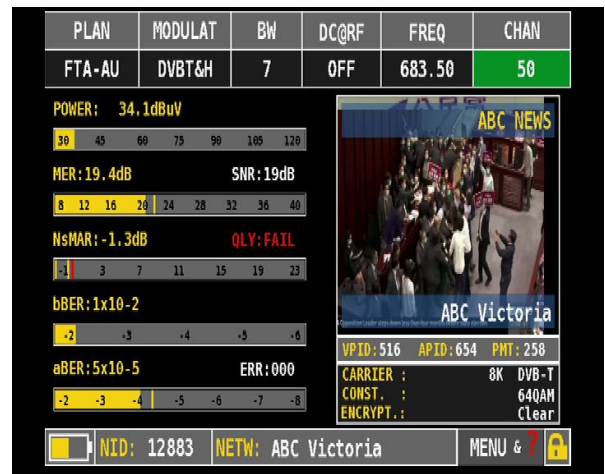 PLAN MODULAT BW DC@RF FREQ CHAN
FTA-AU DVBT&H 7 OFF 683.50 50
POWER: 34.1dBuV
30 45 60 75 90 105 120
MER:19.4dB SNR:19dB
8 12 16 20 24 28 32 36 40
NsMAR:-1.3dB QLY:FAIL
-1 3 7 11 15 19 23
bBER:1x10-2
-2 -3 -4 -5 -6
aBER:5x10-5 ERR:000
-2 -3 -4 -5 -6 -7 -8
ABC NEWS
ABC Victoria
VPID:516 APID:654 PMT:258
CARRIER : 8K DVB-T
CONST. : 64QAM
ENCRYPT.: Clear
NID: 12883 NETW: ABC Victoria MENU & ?